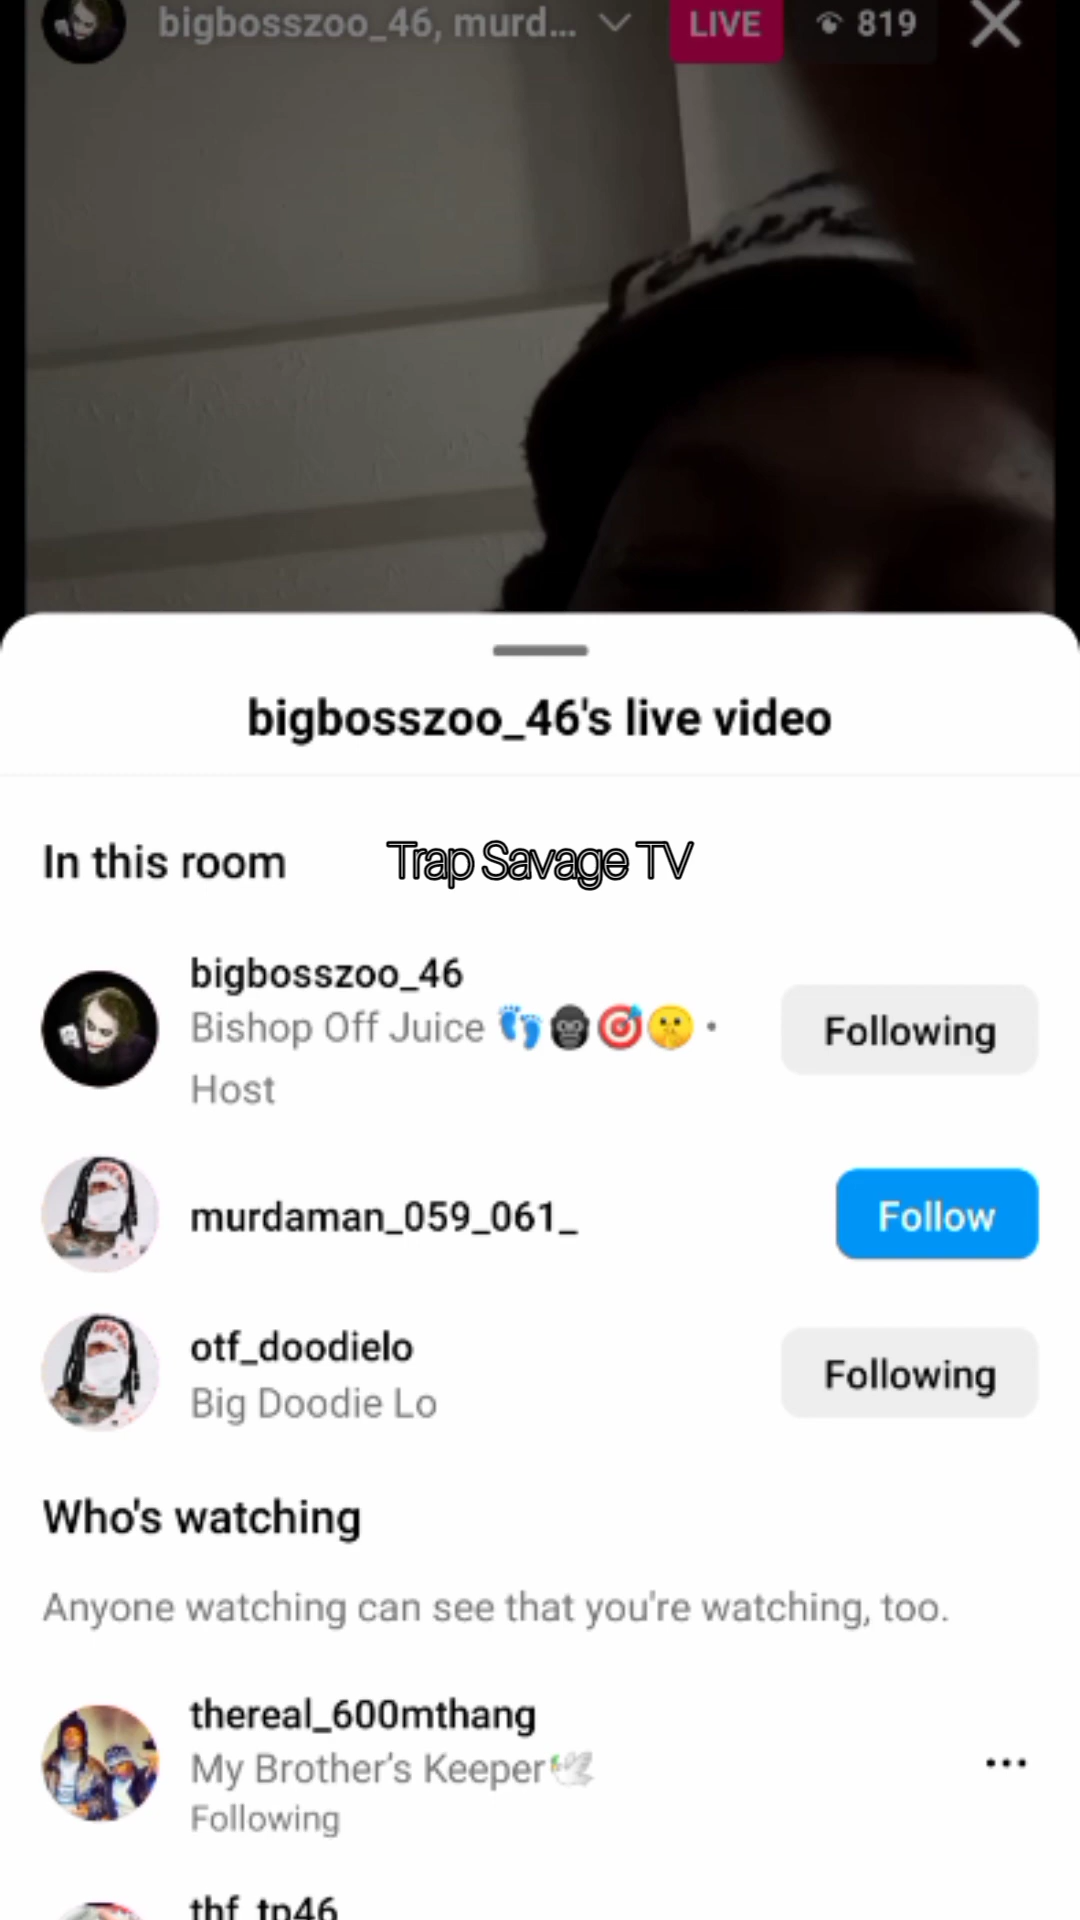 bigbosszoo_46, murd...
LIVE
819
bigbosszoo_46's live video
In this room
Trap Savage TV
bigbosszoo_46
Bishop Off Juice 👣🦍🎯🤫 •
Host
Following
murdaman_059_061_
Follow
otf_doodielo
Big Doodie Lo
Following
Who's watching
Anyone watching can see that you're watching, too.
thereal_600mthang
My Brother's Keeper🕊️
Following
thf_tp46